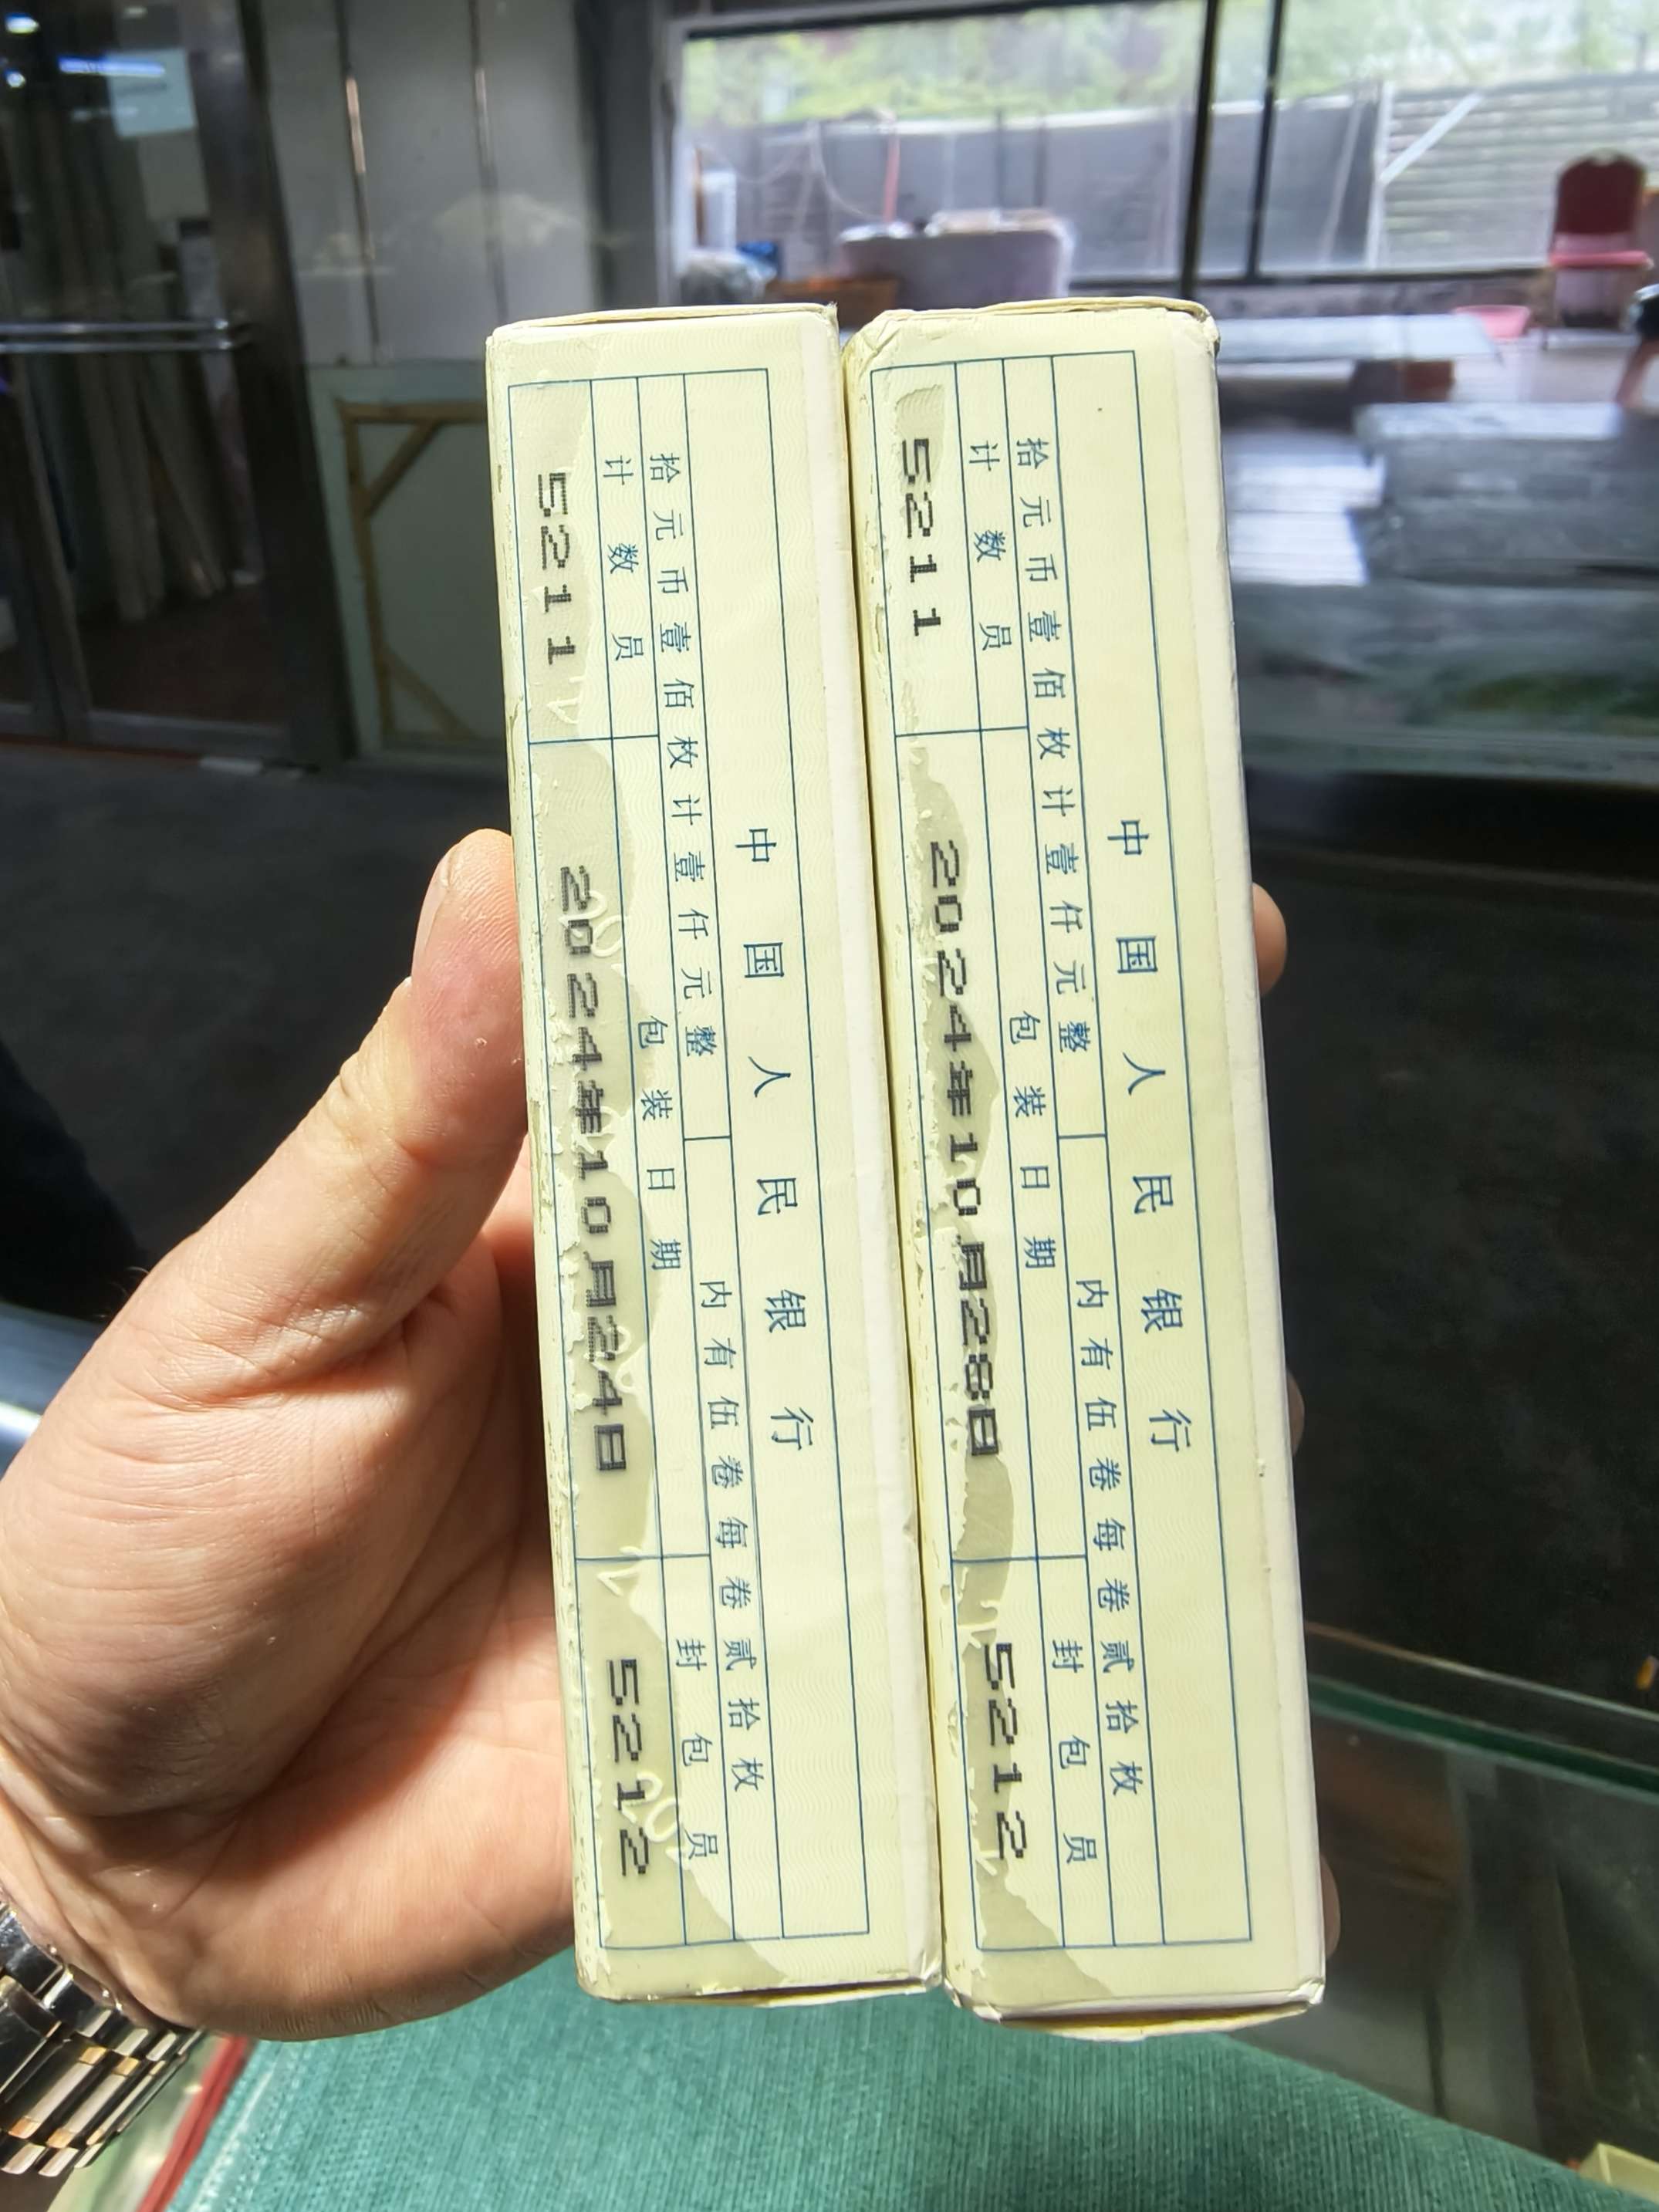 中国人民银行
拾元币壹佰枚计壹仟元整 内有伍卷每卷贰拾枚
计数员 包装日期 封包员
5211 2024年10月24日 5212
中国人民银行
拾元币壹佰枚计壹仟元整 内有伍卷每卷贰拾枚
计数员 包装日期 封包员
5211 2024年10月28日 5212